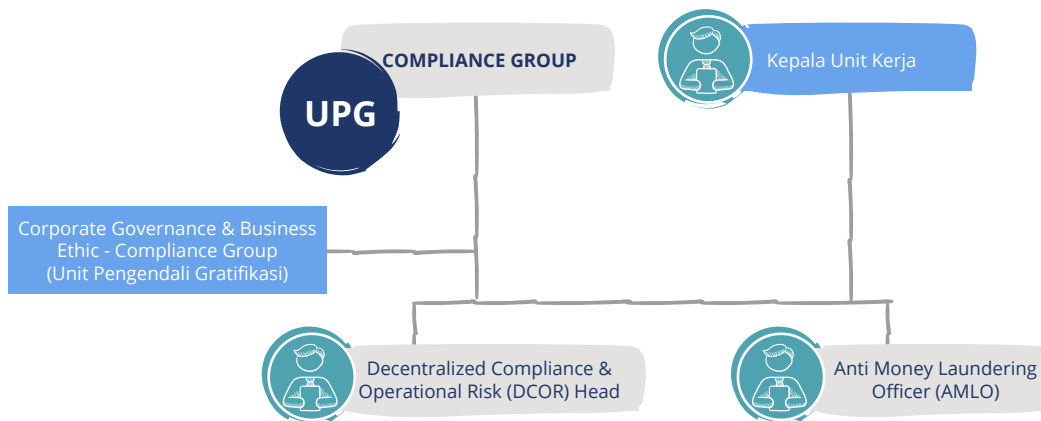 COMPLIANCE GROUP
UPG
Kepala Unit Kerja
Corporate Governance & Business
Ethic - Compliance Group
(Unit Pengendali Gratifikasi)
Decentralized Compliance &
Operational Risk (DCOR) Head
Anti Money Laundering
Officer (AMLO)